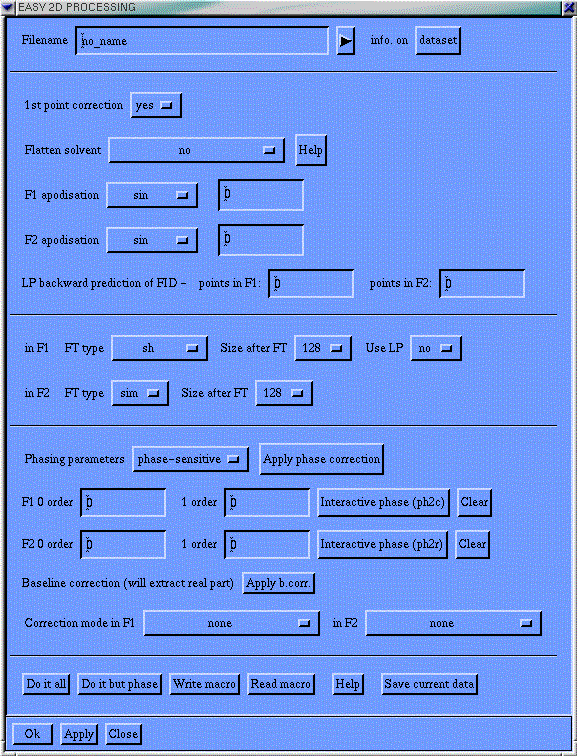 EASY 2D PROCESSING
Filename no_name info. on dataset
1st point correction yes
Flatten solvent no Help
F1 apodisation sin 0
F2 apodisation sin 0
LP backward prediction of FID – points in F1: 0 points in F2: 0
in F1 FT type sh Size after FT 128 Use LP no
in F2 FT type sim Size after FT 128
Phasing parameters phase–sensitive Apply phase correction
F1 0 order 0 1 order 0 Interactive phase (ph2c) Clear
F2 0 order 0 1 order 0 Interactive phase (ph2r) Clear
Baseline correction (will extract real part) Apply b.corr.
Correction mode in F1 none in F2 none
Do it all Do it but phase Write macro Read macro Help Save current data
Ok Apply Close